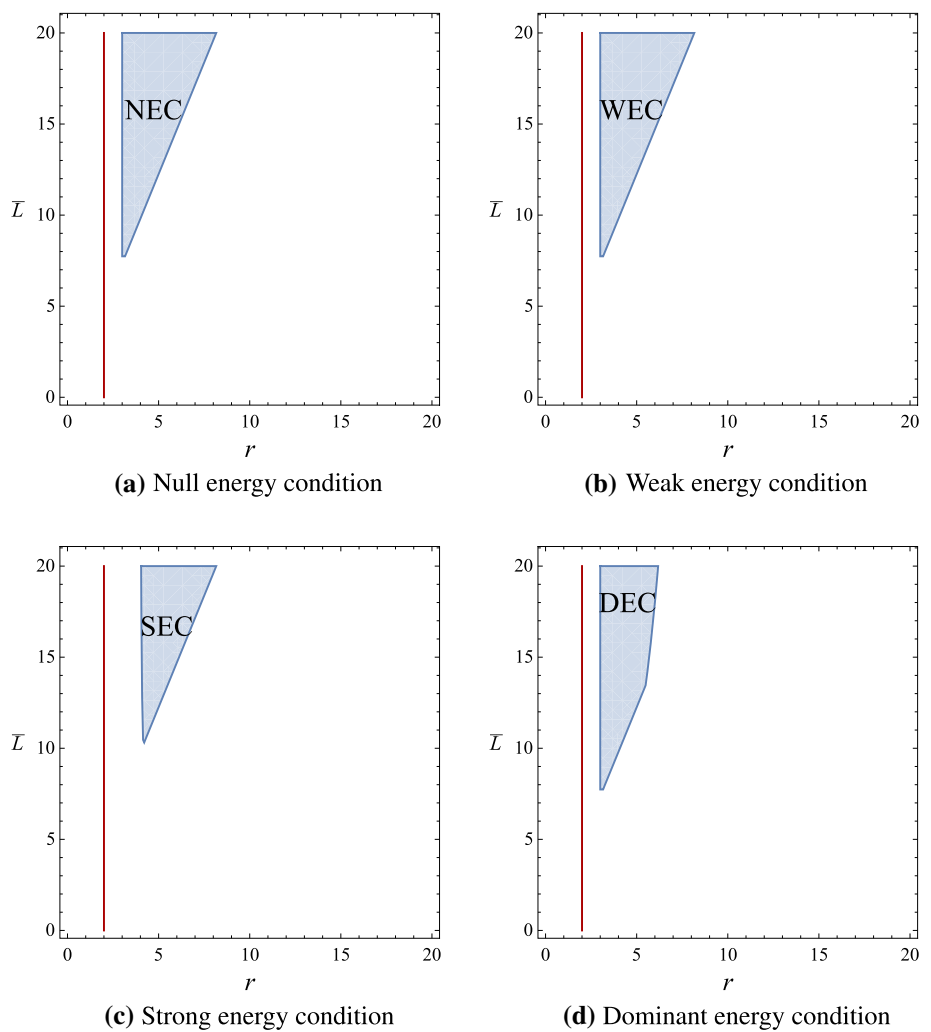 20
15
10
5
0
L̅
NEC
0 5 10 15 20
r
(a) Null energy condition
20
15
10
5
0
L̅
WEC
0 5 10 15 20
r
(b) Weak energy condition
20
15
10
5
0
L̅
SEC
0 5 10 15 20
r
(c) Strong energy condition
20
15
10
5
0
L̅
DEC
0 5 10 15 20
r
(d) Dominant energy condition